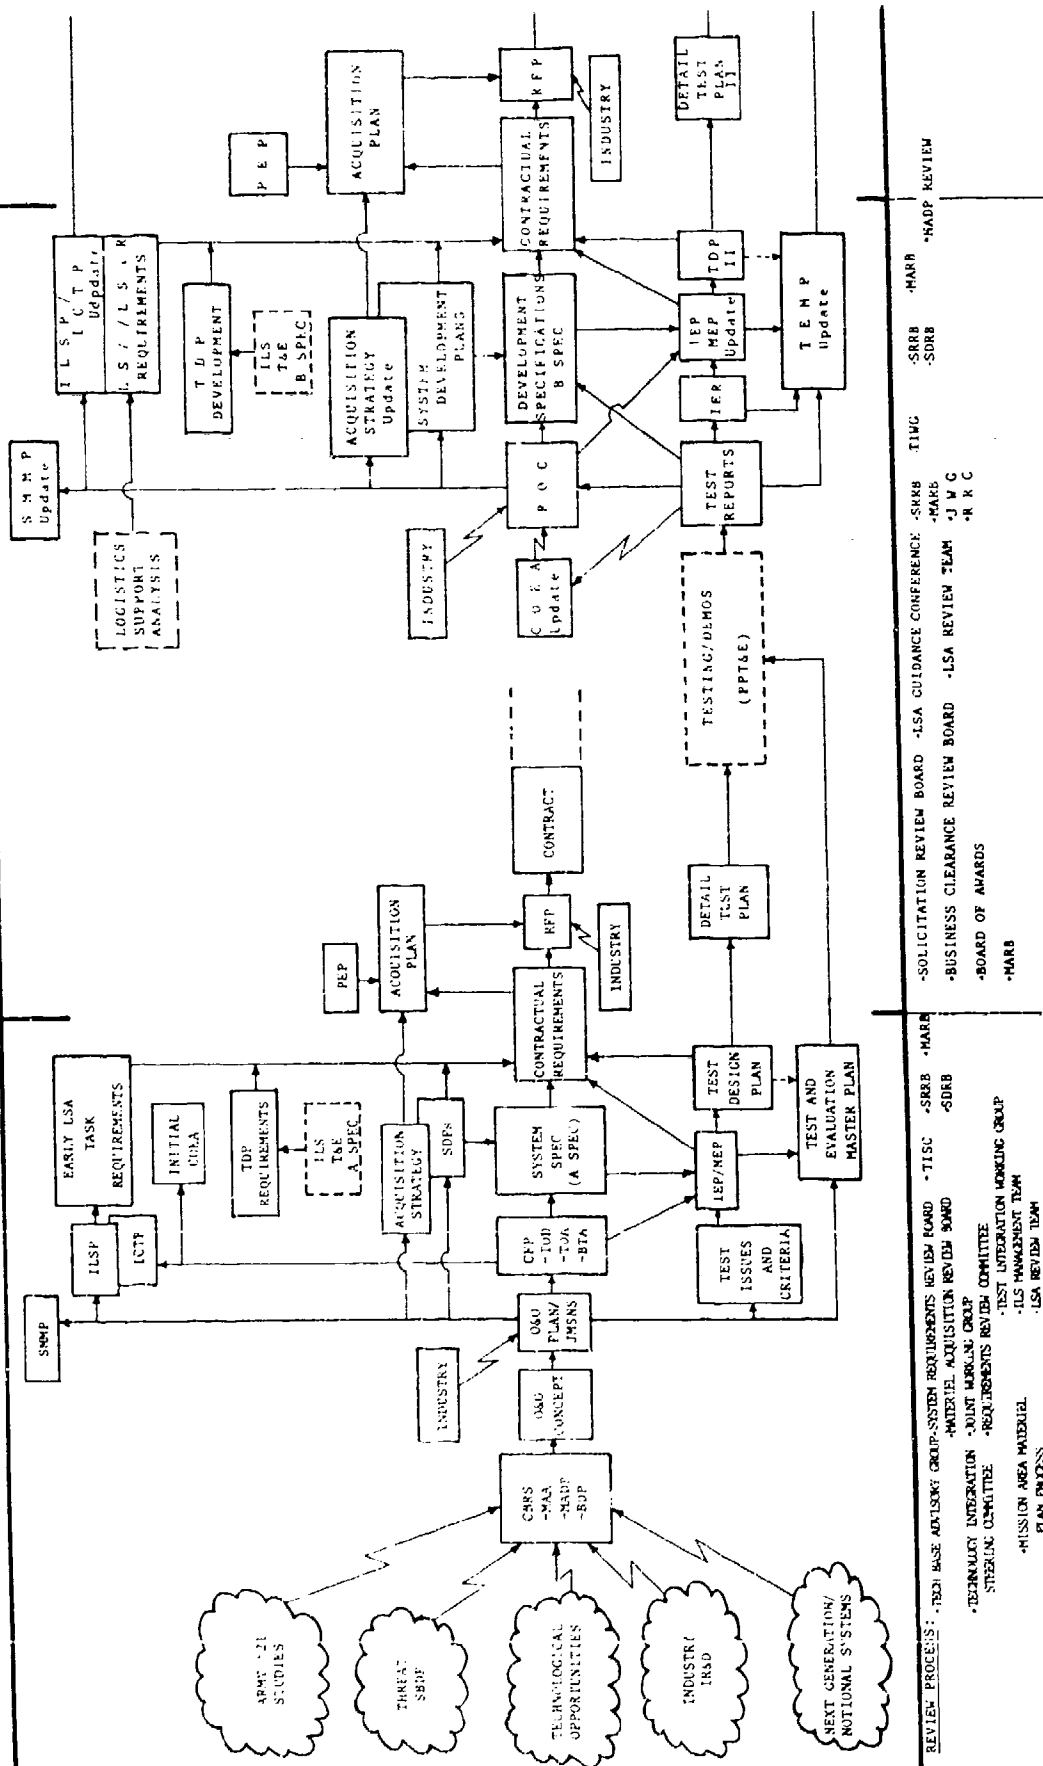 ARMY 21
STUDIES
THREAT
SBDP
TECHNOLOGICAL
OPPORTUNITIES
INDUSTRY
IR&D
NEXT GENERATION/
NOTIONAL SYSTEMS
CMRS
-MAA
-MADP
-BDP
O&O
CONCEPT
INDUSTRY
O&O
PLAN/
JMSNS
SMMP
ILSP
ICTP
EARLY LSA
TASK
REQUIREMENTS
INITIAL
COEA
TDP
REQUIREMENTS
ILS
T&E
A SPEC
ACQUISITION
STRATEGY
SDPs
CFP
-TOD
-TOA
-BTA
SYSTEM
SPEC
(A SPEC)
TEST
ISSUES
AND
CRITERIA
IEP/MEP
TEST
DESIGN
PLAN
TEST AND
EVALUATION
MASTER PLAN
CONTRACTUAL
REQUIREMENTS
PEP
ACQUISITION
PLAN
RFP
INDUSTRY
CONTRACT
DETAIL
TEST
PLAN
TESTING/DEMOS
(PPT&E)
SMMP
Update
LOGISTICS
SUPPORT
ANALYSIS
ILSP/
ICTP
Update
LSA/LSAR
REQUIREMENTS
TDP
DEVELOPMENT
ILS
T&E
B SPEC
ACQUISITION
STRATEGY
Update
SYSTEM
DEVELOPMENT
PLANS
INDUSTRY
COEA
Update
POC
DEVELOPMENT
SPECIFICATIONS
B SPEC
TEST
REPORTS
IER
IEP
MEP
Update
TDP
II
TEMP
Update
CONTRACTUAL
REQUIREMENTS
PEP
ACQUISITION
PLAN
RFP
INDUSTRY
DETAIL
TEST
PLAN
II
REVIEW PROCESS:
-TECH BASE ADVISORY GROUP
-TECHNOLOGY INTEGRATION
STEERING COMMITTEE
-MISSION AREA MATERIEL
PLAN PROCESS
-SYSTEM REQUIREMENTS REVIEW BOARD
-MATERIEL ACQUISITION REVIEW BOARD
-JOINT WORKING GROUP
-REQUIREMENTS REVIEW COMMITTEE
-TEST INTEGRATION WORKING GROUP
-ILS MANAGEMENT TEAM
-LSA REVIEW TEAM
-TISC
-SRRB
-SDRB
-MARB
-SOLICITATION REVIEW BOARD
-BUSINESS CLEARANCE REVIEW BOARD
-BOARD OF AWARDS
-MARB
-LSA GUIDANCE CONFERENCE
-LSA REVIEW TEAM
-SRRB
-MARB
-JWG
-RRC
TIWG
-SRRB
-SDRB
-MARB
-MADP REVIEW